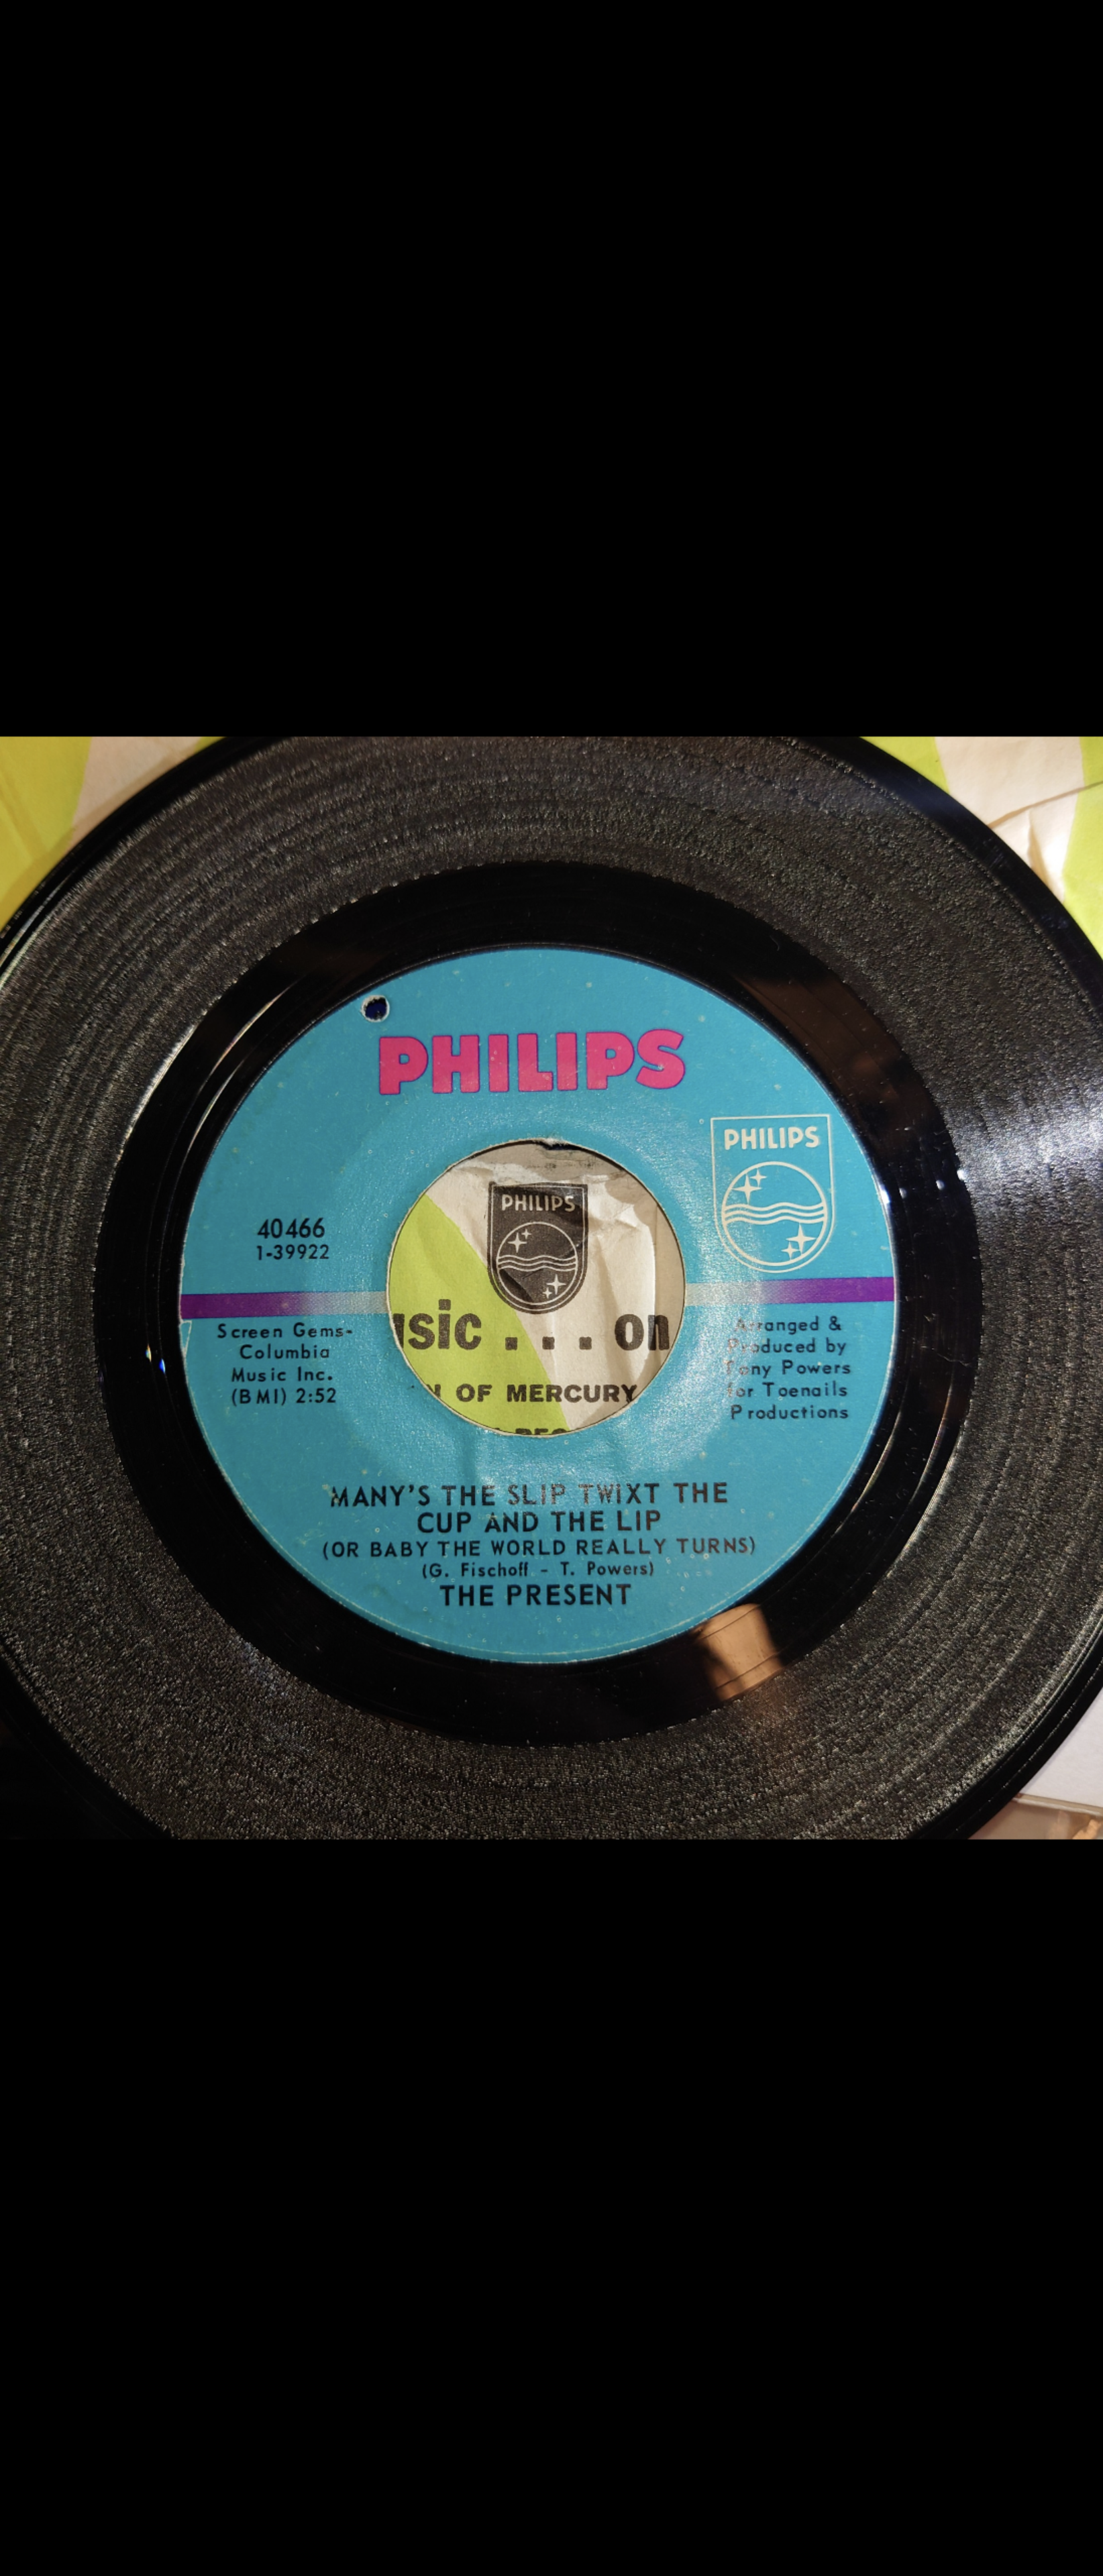 PHILIPS
PHILIPS
40466
1-39922
Screen Gems-
Columbia
Music Inc.
(BMI) 2:52
PHILIPS
usic . . . on
N OF MERCURY
Arranged &
Produced by
Tony Powers
for Toenails
Productions
MANY'S THE SLIP TWIXT THE
CUP AND THE LIP
(OR BABY THE WORLD REALLY TURNS)
(G. Fischoff - T. Powers)
THE PRESENT